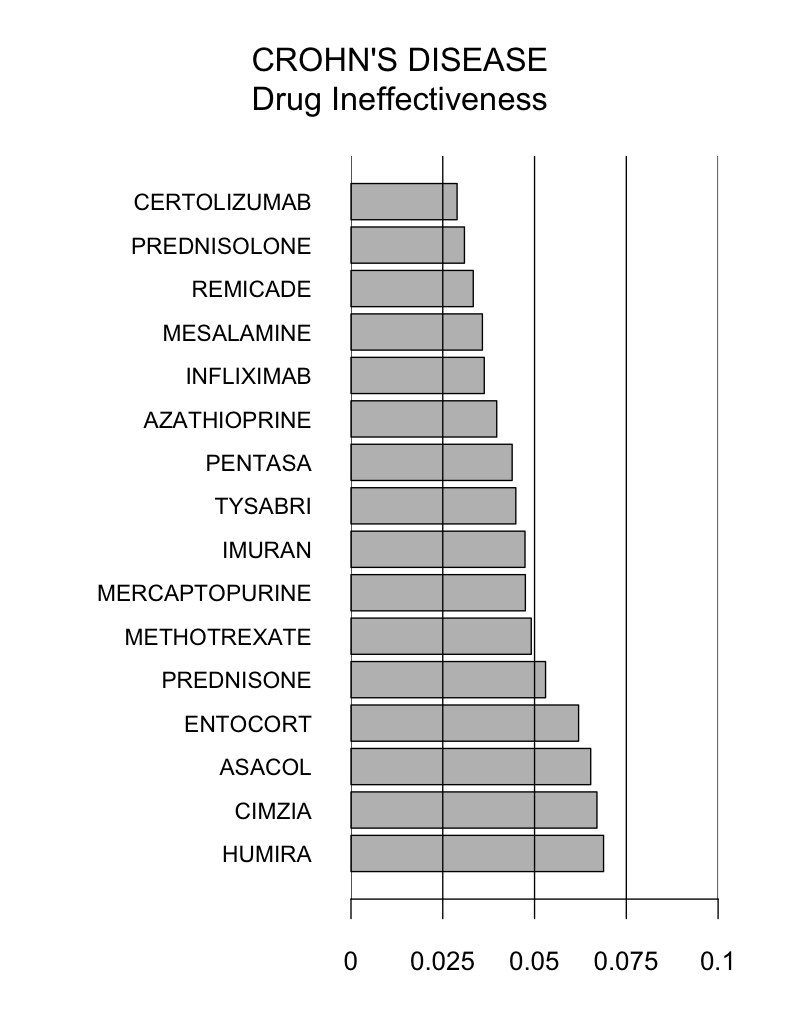 CROHN'S DISEASE
Drug Ineffectiveness
CERTOLIZUMAB
PREDNISOLONE
REMICADE
MESALAMINE
INFLIXIMAB
AZATHIOPRINE
PENTASA
TYSABRI
IMURAN
MERCAPTOPURINE
METHOTREXATE
PREDNISONE
ENTOCORT
ASACOL
CIMZIA
HUMIRA
0 0.025 0.05 0.075 0.1